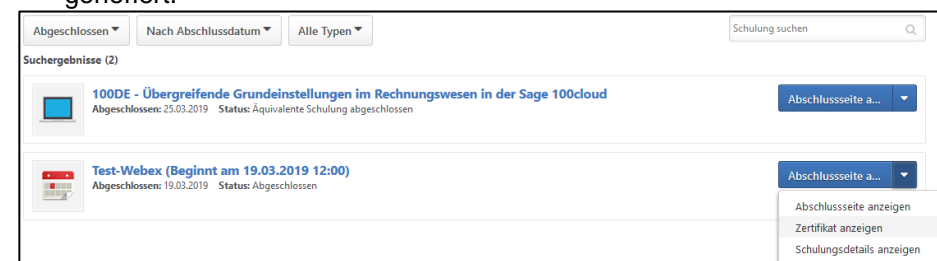 generiert.
Abgeschlossen
Nach Abschlussdatum
Alle Typen
Schulung suchen
Suchergebnisse (2)
100DE - Übergreifende Grundeinstellungen im Rechnungswesen in der Sage 100cloud
Abgeschlossen: 25.03.2019 Status: Äquivalente Schulung abgeschlossen
Abschlussseite a...
Test-Webex (Beginnt am 19.03.2019 12:00)
Abgeschlossen: 19.03.2019 Status: Abgeschlossen
Abschlussseite a...
Abschlussseite anzeigen
Zertifikat anzeigen
Schulungsdetails anzeigen